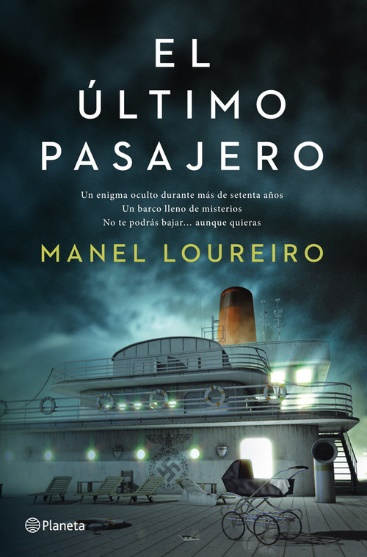 EL
ÚLTIMO
PASAJERO
Un enigma oculto durante más de setenta años
Un barco lleno de misterios
No te podrás bajar... aunque quieras
MANEL LOUREIRO
Planeta